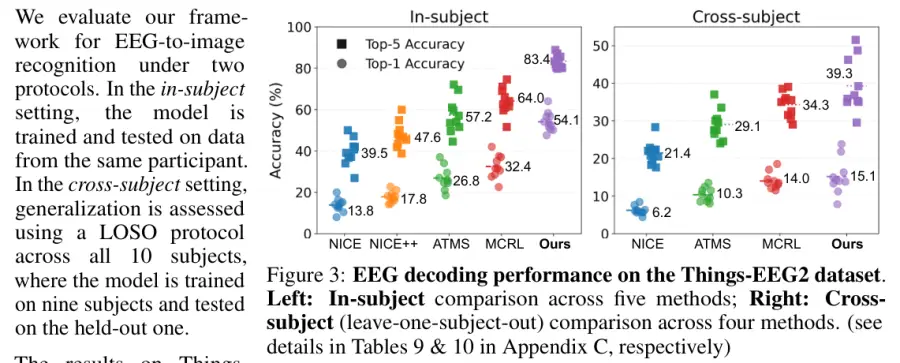 We evaluate our frame-
work for EEG-to-image
recognition under two
protocols. In the in-subject
setting, the model is
trained and tested on data
from the same participant.
In the cross-subject setting,
generalization is assessed
using a LOSO protocol
across all 10 subjects,
where the model is trained
on nine subjects and tested
on the held-out one.
The results on Things-
In-subject
Accuracy (%)
100
80
60
40
20
0
Top-5 Accuracy
Top-1 Accuracy
39.5
13.8
47.6
17.8
57.2
26.8
64.0
32.4
83.4
54.1
NICE NICE++ ATMS MCRL Ours
Cross-subject
50
40
30
20
10
0
21.4
6.2
29.1
10.3
34.3
14.0
39.3
15.1
NICE ATMS MCRL Ours
Figure 3: EEG decoding performance on the Things-EEG2 dataset.
Left: In-subject comparison across five methods; Right: Cross-
subject (leave-one-subject-out) comparison across four methods. (see
details in Tables 9 & 10 in Appendix C, respectively)